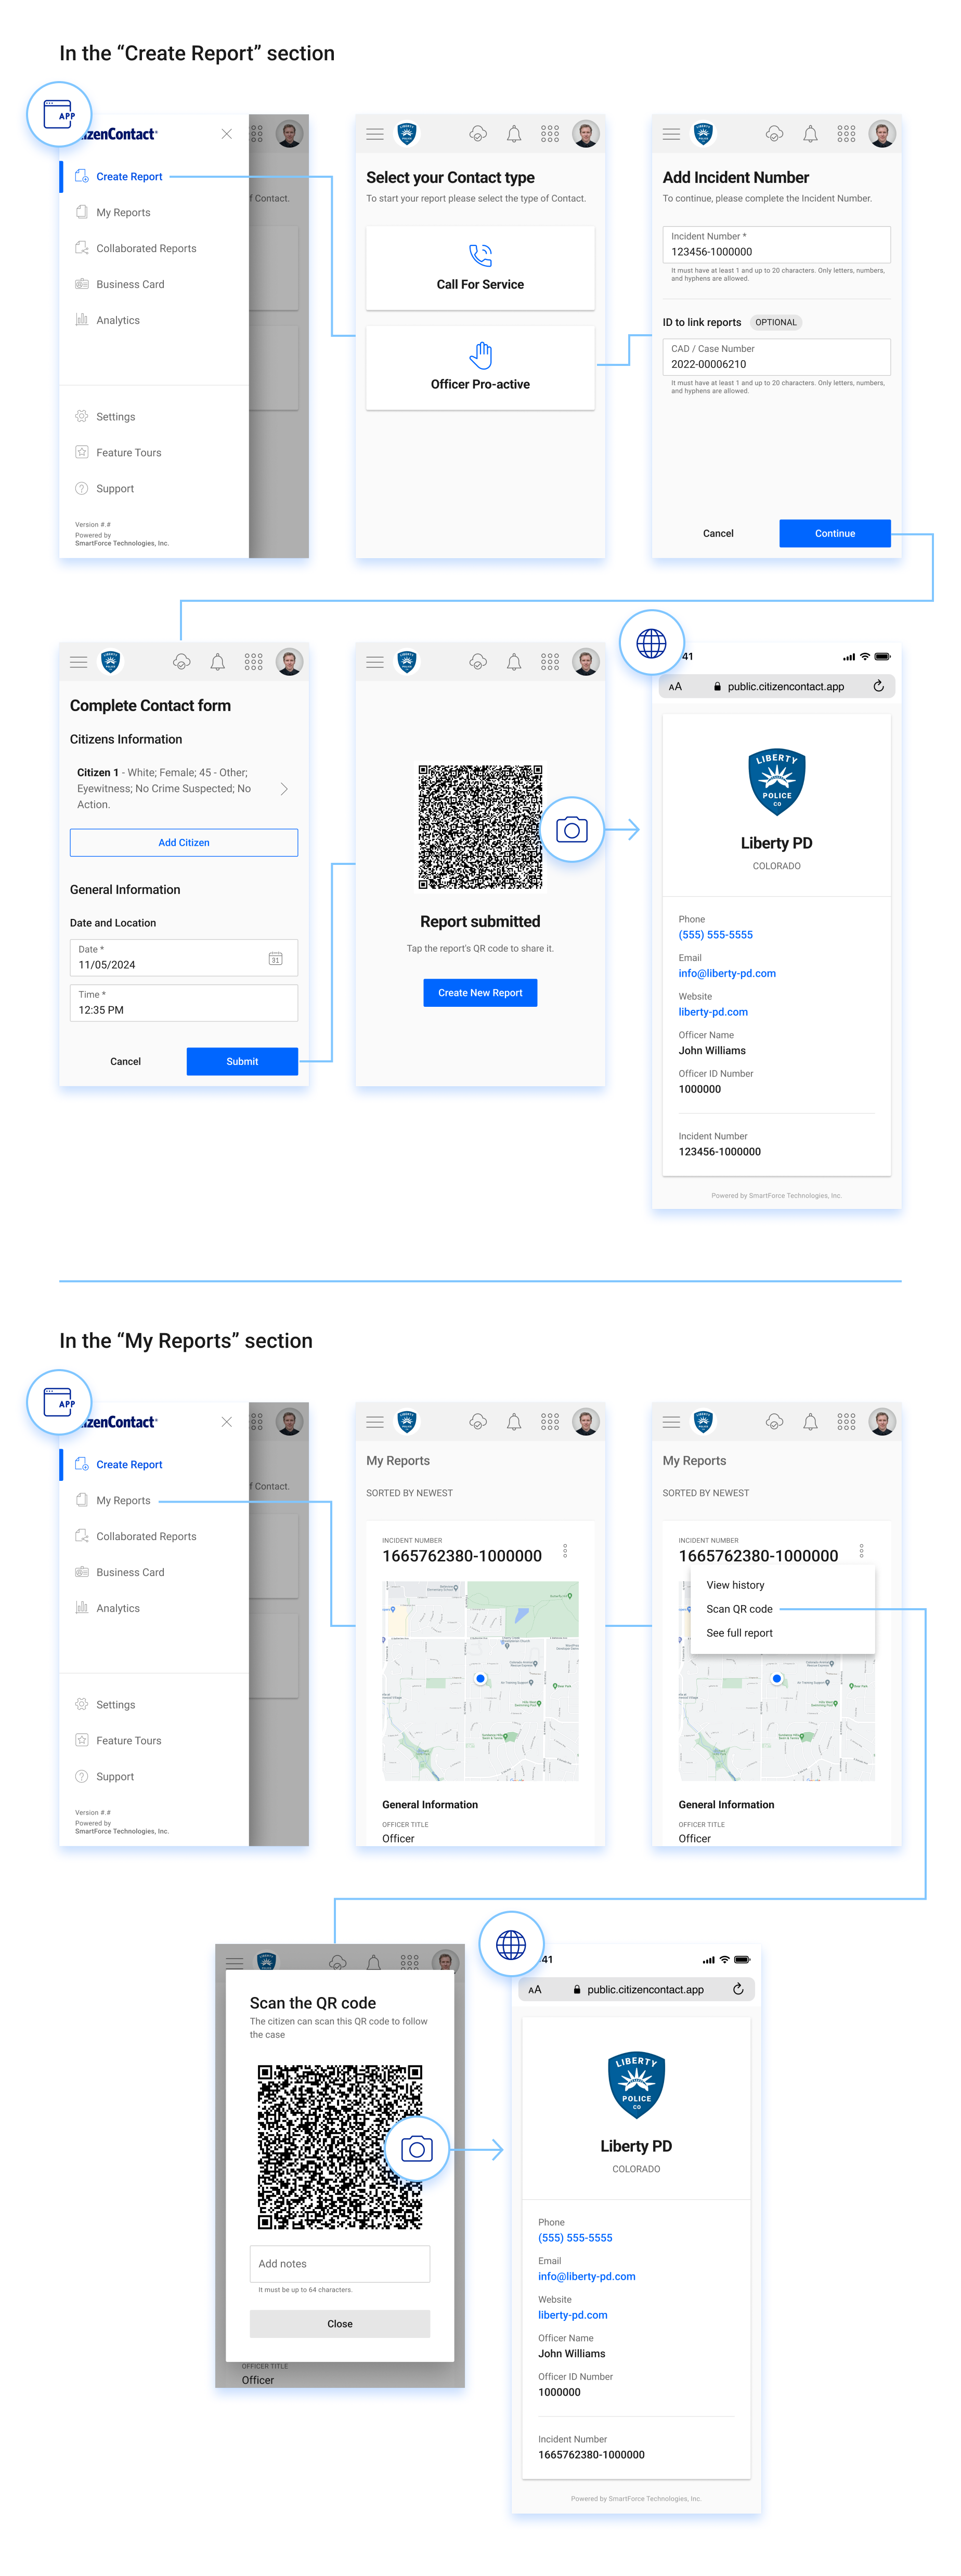 In the “Create Report” section
APP
zenContact®
Create Report
My Reports
Collaborated Reports
Business Card
Analytics
Settings
Feature Tours
Support
Version #.#
Powered by
SmartForce Technologies, Inc.
f Contact.
Select your Contact type
To start your report please select the type of Contact.
Call For Service
Officer Pro-active
Add Incident Number
To continue, please complete the Incident Number.
Incident Number *
123456-1000000
It must have at least 1 and up to 20 characters. Only letters, numbers,
and hyphens are allowed.
ID to link reports OPTIONAL
CAD / Case Number
2022-00006210
It must have at least 1 and up to 20 characters. Only letters, numbers,
and hyphens are allowed.
Cancel
Continue
Complete Contact form
Citizens Information
Citizen 1 - White; Female; 45 - Other;
Eyewitness; No Crime Suspected; No
Action.
Add Citizen
General Information
Date and Location
Date *
11/05/2024
31
Time *
12:35 PM
Cancel
Submit
Report submitted
Tap the report's QR code to share it.
Create New Report
41
AA public.citizencontact.app
LIBERTY
POLICE
CO
Liberty PD
COLORADO
Phone
(555) 555-5555
Email
info@liberty-pd.com
Website
liberty-pd.com
Officer Name
John Williams
Officer ID Number
1000000
Incident Number
123456-1000000
Powered by SmartForce Technologies, Inc.
In the “My Reports” section
APP
zenContact®
Create Report
My Reports
Collaborated Reports
Business Card
Analytics
Settings
Feature Tours
Support
Version #.#
Powered by
SmartForce Technologies, Inc.
f Contact.
My Reports
SORTED BY NEWEST
INCIDENT NUMBER
1665762380-1000000
General Information
OFFICER TITLE
Officer
My Reports
SORTED BY NEWEST
INCIDENT NUMBER
1665762380-1000000
View history
Scan QR code
See full report
General Information
OFFICER TITLE
Officer
Scan the QR code
The citizen can scan this QR code to follow
the case
Add notes
It must be up to 64 characters.
Close
OFFICER TITLE
Officer
41
AA public.citizencontact.app
LIBERTY
POLICE
CO
Liberty PD
COLORADO
Phone
(555) 555-5555
Email
info@liberty-pd.com
Website
liberty-pd.com
Officer Name
John Williams
Officer ID Number
1000000
Incident Number
1665762380-1000000
Powered by SmartForce Technologies, Inc.